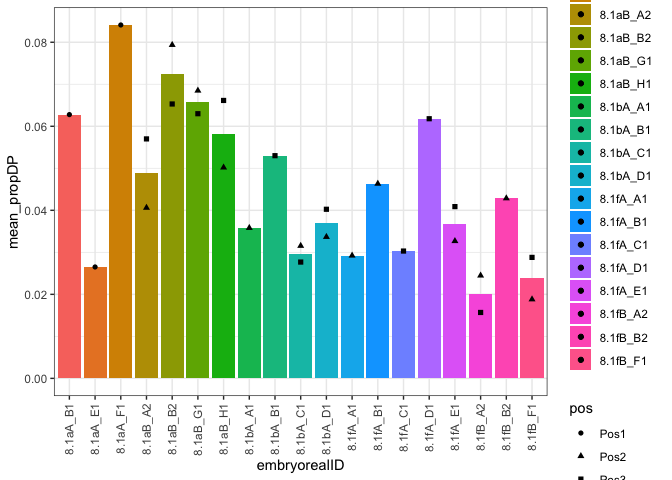 mean_propDP
0.08
0.06
0.04
0.02
0.00
8.1aA_B1
8.1aA_E1
8.1aA_F1
8.1aB_A2
8.1aB_B2
8.1aB_G1
8.1aB_H1
8.1bA_A1
8.1bA_B1
8.1bA_C1
8.1bA_D1
8.1fA_A1
8.1fA_B1
8.1fA_C1
8.1fA_D1
8.1fA_E1
8.1fB_A2
8.1fB_B2
8.1fB_F1
embryorealID
8.1aB_A2
8.1aB_B2
8.1aB_G1
8.1aB_H1
8.1bA_A1
8.1bA_B1
8.1bA_C1
8.1bA_D1
8.1fA_A1
8.1fA_B1
8.1fA_C1
8.1fA_D1
8.1fA_E1
8.1fB_A2
8.1fB_B2
8.1fB_F1
pos
Pos1
Pos2
Pos3